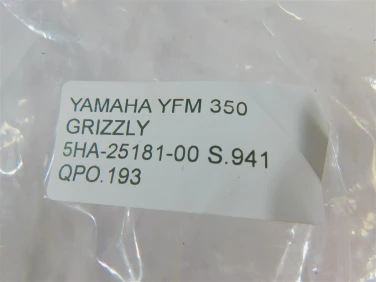 YAMAHA YFM 350
GRIZZLY
5HA-25181-00 S.941
QPO.193